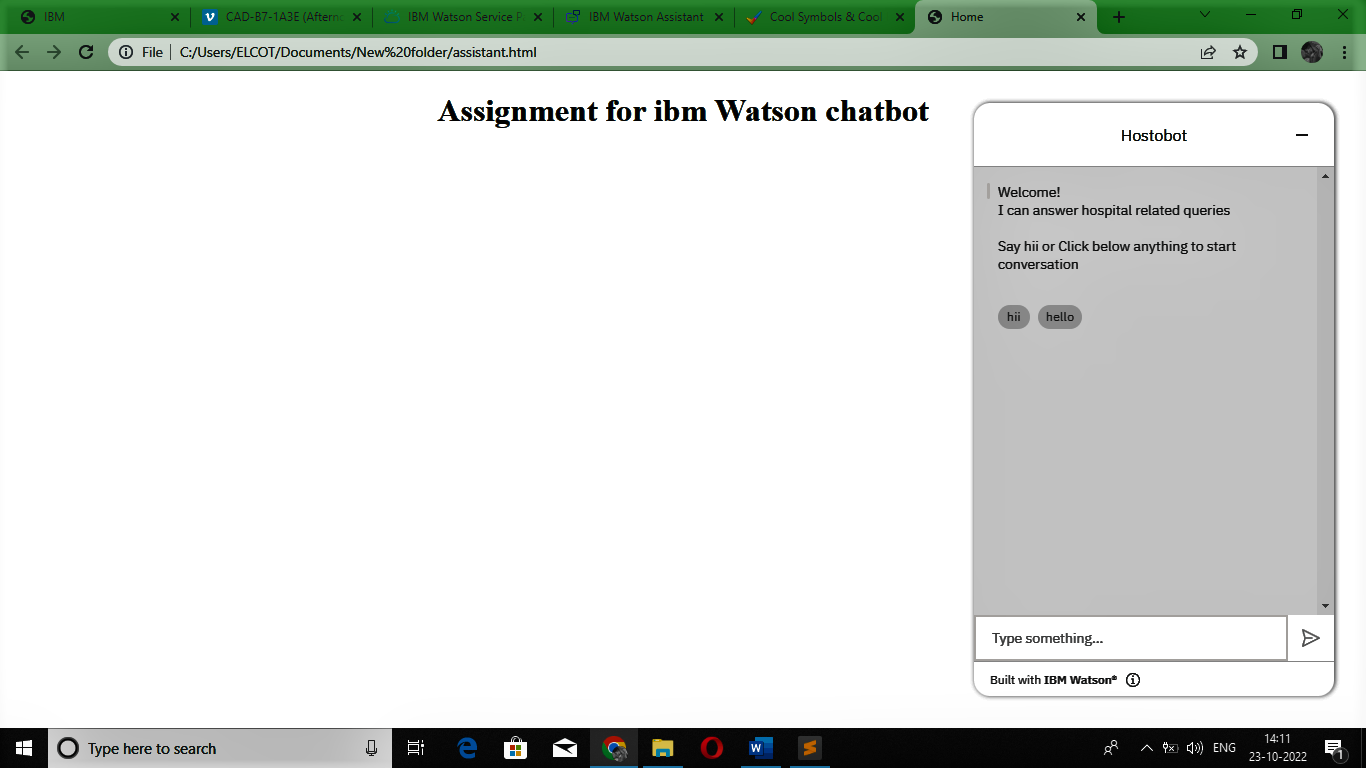 IBM
CAD-B7-1A3E (Aftern
IBM Watson Service P
IBM Watson Assistant
Cool Symbols & Cool
Home
File
C:/Users/ELCOT/Documents/New%20folder/assistant.html
Assignment for ibm Watson chatbot
Hostobot
Welcome!
I can answer hospital related queries
Say hii or Click below anything to start
conversation
hii
hello
Type something...
Built with IBM Watson®
Type here to search
ENG
14:11
23-10-2022
1